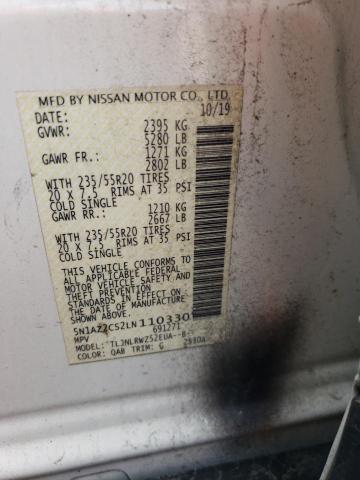 MFD BY NISSAN MOTOR CO., LTD.
DATE: 10/19
GVWR: 2395 KG
5280 LB
GAWR FR: 1271 KG
2802 LB
WITH 235/55R20 TIRES
20 X 7.5 RIMS AT 35 PSI
COLD SINGLE
GAWR RR: 1210 KG
2667 LB
WITH 235/55R20 TIRES
20 X 7.5 RIMS AT 35 PSI
COLD SINGLE
THIS VEHICLE CONFORMS TO
ALL APPLICABLE FEDERAL
MOTOR VEHICLE SAFETY
STANDARDS IN EFFECT ON
THE DATE OF MANUFACTURE
SHOWN ABOVE.
5N1AZ2CS2LN110330
MPV 691271
MODEL: TLJNLRWZ52EUA--B-
COLOR: QAB TRIM: G